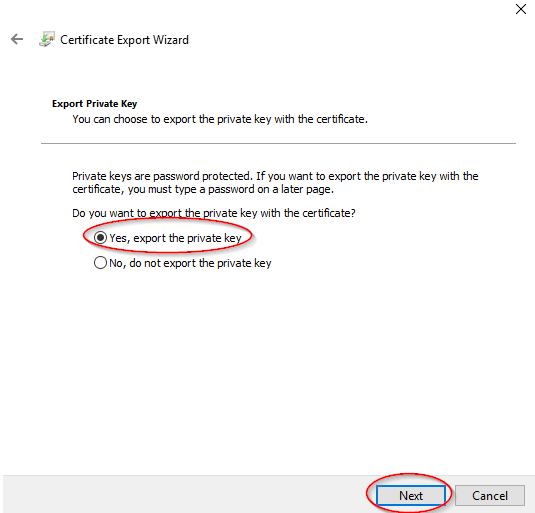 Certificate Export Wizard
Export Private Key
You can choose to export the private key with the certificate.
Private keys are password protected. If you want to export the private key with the
certificate, you must type a password on a later page.
Do you want to export the private key with the certificate?
Yes, export the private key
No, do not export the private key
Next
Cancel